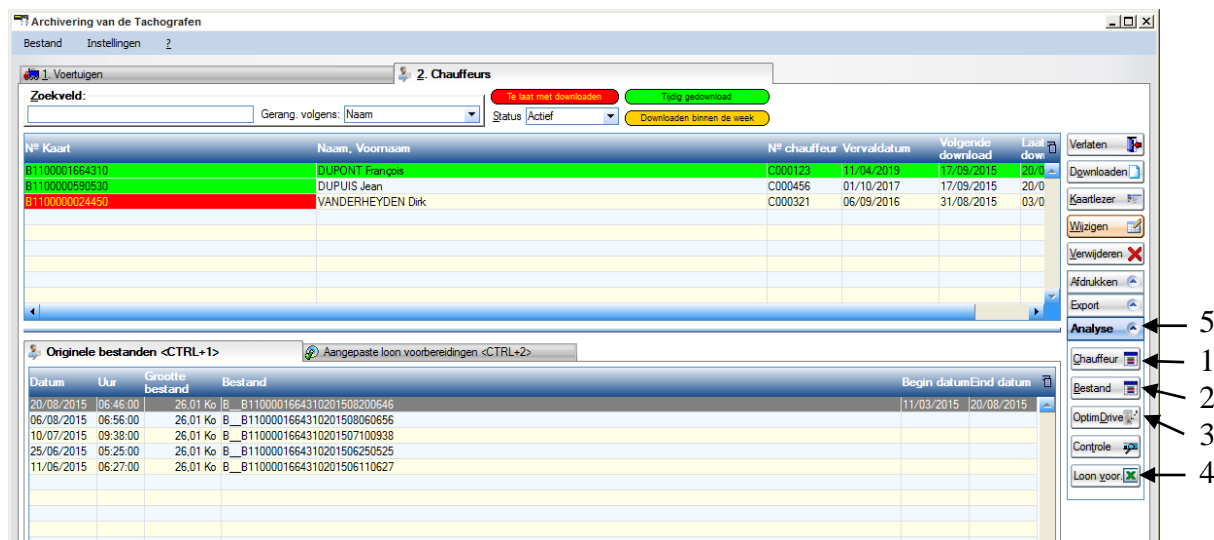 Archivering van de Tachografen
Bestand Instellingen ?
1. Voertuigen 2. Chauffeurs
Zoekveld:
Te laat met downloaden Tijdig gedownload
Gerang. volgens: Naam Status Actief Downloaden binnen de week
Nº Kaart Naam, Voornaam Nº chauffeur Vervaldatum Volgende download Laat dow
B1100001664310 DUPONT François C000123 11/04/2019 17/09/2015 20/0
B1100000590530 DUPUIS Jean C000456 01/10/2017 17/09/2015 20/0
B1100000024450 VANDERHEYDEN Dirk C000321 06/09/2016 31/08/2015 03/0
Verlaten
Downloaden
Kaartlezer
Wijzigen
Verwijderen
Afdrukken
Export
Analyse 5
Chauffeur 1
Bestand 2
OptimDrive 3
Controle
Loon voor. 4
Originele bestanden <CTRL+1> Aangepaste loon voorbereidingen <CTRL+2>
Datum Uur Grootte bestand Bestand Begin datum Eind datum
20/08/2015 06:46:00 26,01 Ko B__B1100001664310201508200646 11/03/2015 20/08/2015
06/08/2015 06:56:00 26,01 Ko B__B1100001664310201508060656
10/07/2015 09:38:00 26,01 Ko B__B1100001664310201507100938
25/06/2015 05:25:00 26,01 Ko B__B1100001664310201506250525
11/06/2015 06:27:00 26,01 Ko B__B1100001664310201506110627